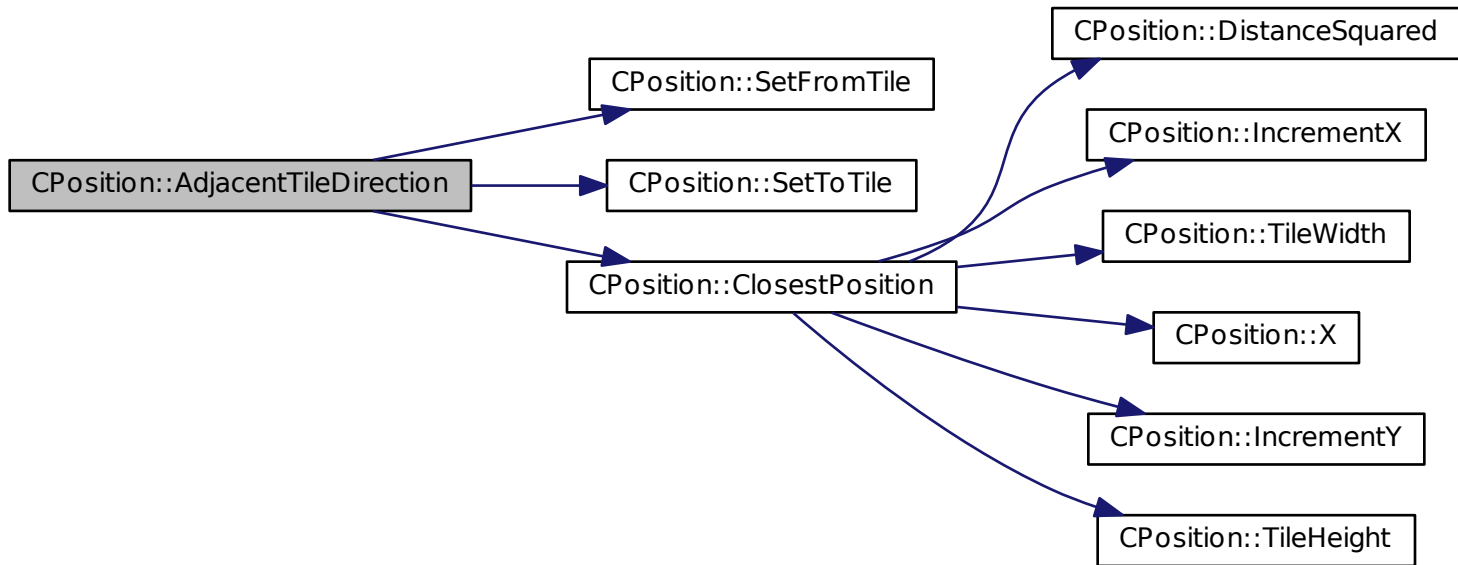 CPosition::AdjacentTileDirection
CPosition::SetFromTile
CPosition::SetToTile
CPosition::ClosestPosition
CPosition::DistanceSquared
CPosition::IncrementX
CPosition::TileWidth
CPosition::X
CPosition::IncrementY
CPosition::TileHeight